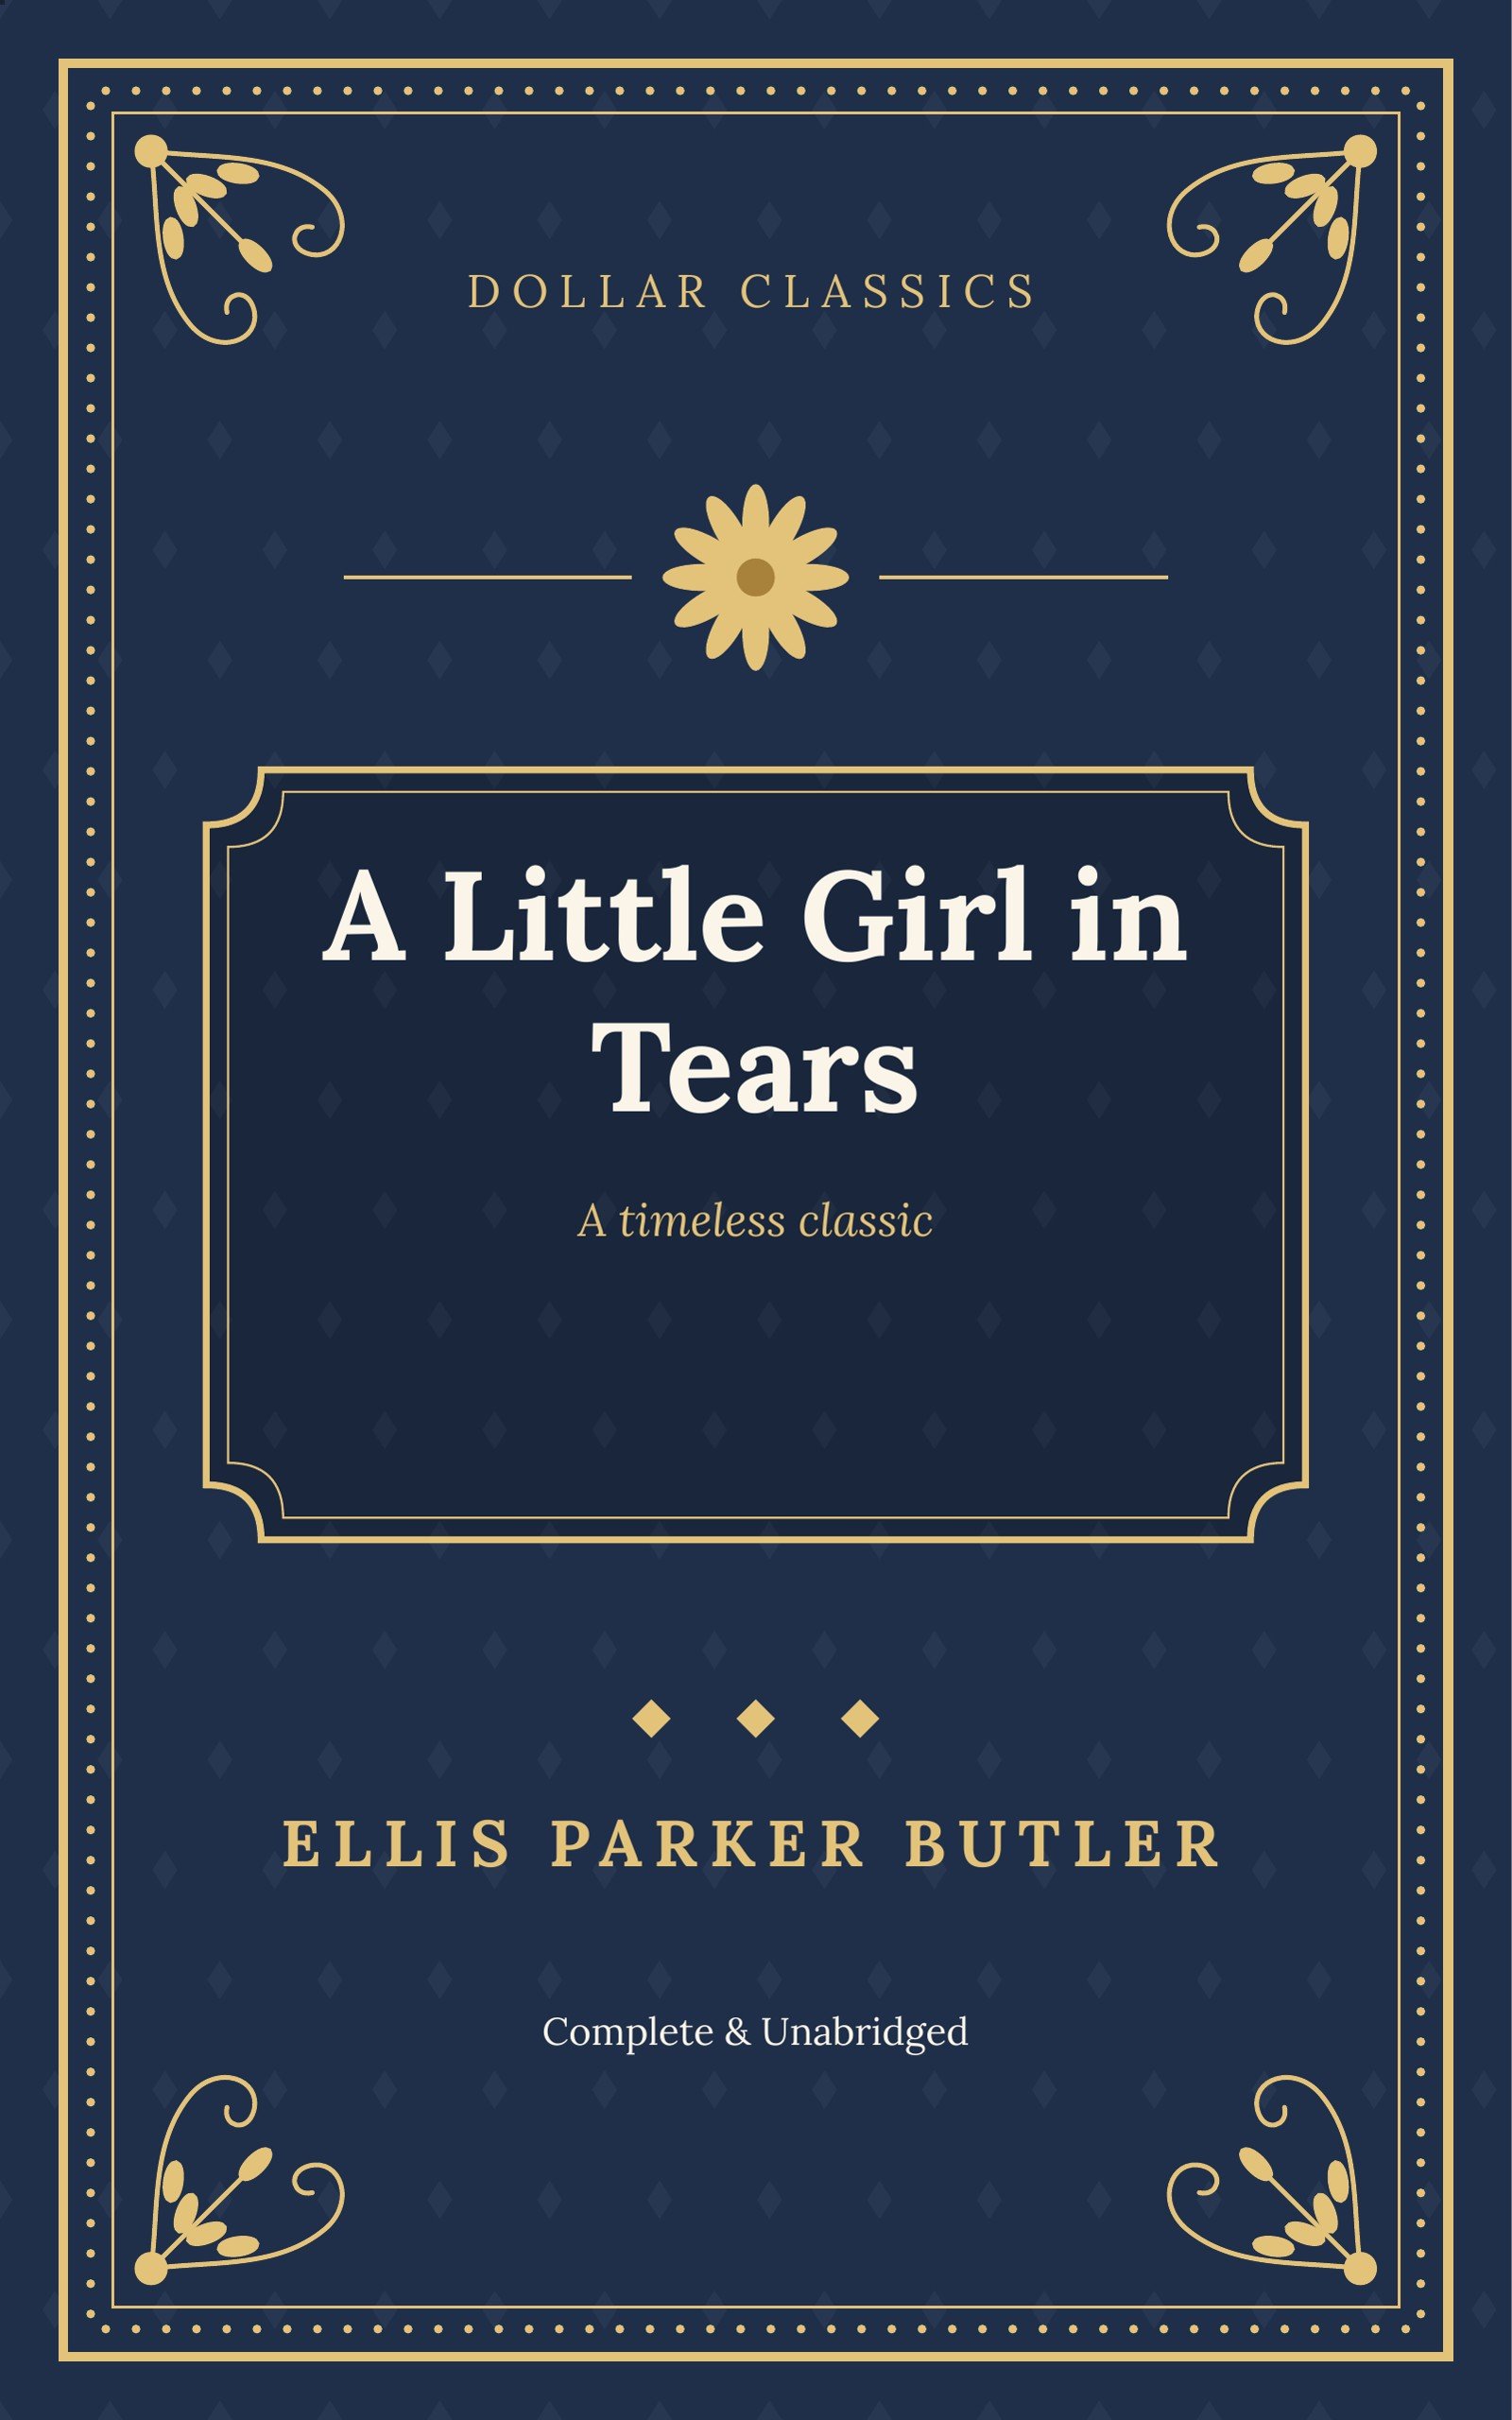 DOLLAR CLASSICS
A Little Girl in
Tears
A timeless classic
ELLIS PARKER BUTLER
Complete & Unabridged